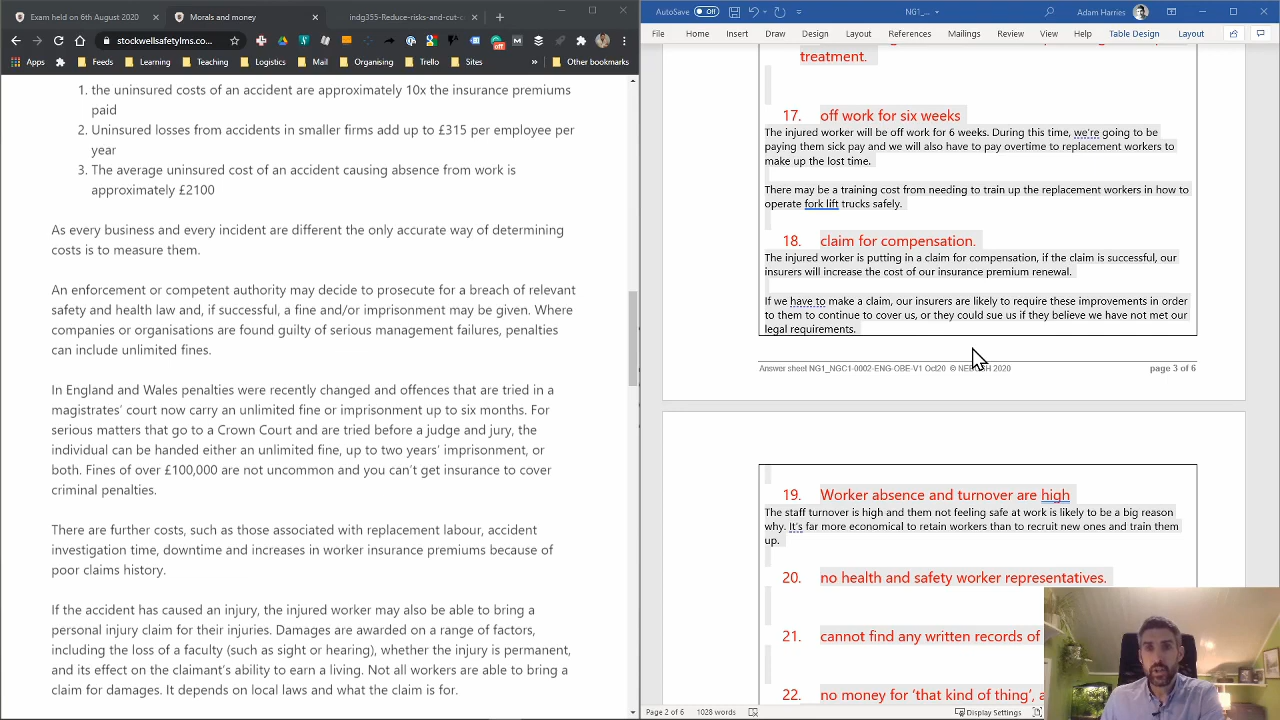 Exam based on 6th August 2020
Morals and money
indg355-Reduce-risks-and-cut-
stockwellsafetylms.co...
off
Apps
Feeds
Learning
Teaching
Logistics
Mail
Organising
Trello
Sites
Other bookmarks
1. the uninsured costs of an accident are approximately 10x the insurance premiums
paid
2. Uninsured losses from accidents in smaller firms add up to £315 per employee per
year
3. The average uninsured cost of an accident causing absence from work is
approximately £2100
As every business and every incident are different the only accurate way of determining
costs is to measure them.
An enforcement or competent authority may decide to prosecute for a breach of relevant
safety and health law and, if successful, a fine and/or imprisonment may be given. Where
companies or organisations are found guilty of serious management failures, penalties
can include unlimited fines.
In England and Wales penalties were recently changed and offences that are tried in a
magistrates’ court now carry an unlimited fine or imprisonment up to six months. For
serious matters that go to a Crown Court and are tried before a judge and jury, the
individual can be handed either an unlimited fine, up to two years’ imprisonment, or
both. Fines of over £100,000 are not uncommon and you can’t get insurance to cover
criminal penalties.
There are further costs, such as those associated with replacement labour, accident
investigation time, downtime and increases in worker insurance premiums because of
poor claims history.
If the accident has caused an injury, the injured worker may also be able to bring a
personal injury claim for their injuries. Damages are awarded on a range of factors,
including the loss of a faculty (such as sight or hearing), whether the injury is permanent,
and its effect on the claimant’s ability to earn a living. Not all workers are able to bring a
claim for damages. It depends on local laws and what the claim is for.
AutoSave Off
NG1_...
Adam Harries
File Home Insert Draw Design Layout References Mailings Review View Help Table Design Layout
treatment.
17. off work for six weeks
The injured worker will be off work for 6 weeks. During this time, we’re going to be
paying them sick pay and we will also have to pay overtime to replacement workers to
make up the lost time.
There may be a training cost from needing to train up the replacement workers in how to
operate fork lift trucks safely.
18. claim for compensation.
The injured worker is putting in a claim for compensation, if the claim is successful, our
insurers will increase the cost of our insurance premium renewal.
If we have to make a claim, our insurers are likely to require these improvements in order
to them to continue to cover us, or they could sue us if they believe we have not met our
legal requirements.
Answer sheet NG1_NGC1-0002-ENG-OBE-V1 Oct20 © NEBOSH 2020 page 3 of 6
19. Worker absence and turnover are high
The staff turnover is high and them not feeling safe at work is likely to be a big reason
why. It’s far more economical to retain workers than to recruit new ones and train them
up.
20. no health and safety worker representatives.
21. cannot find any written records of
22. no money for ‘that kind of thing’, a
Page 2 of 6 1028 words
Display Settings